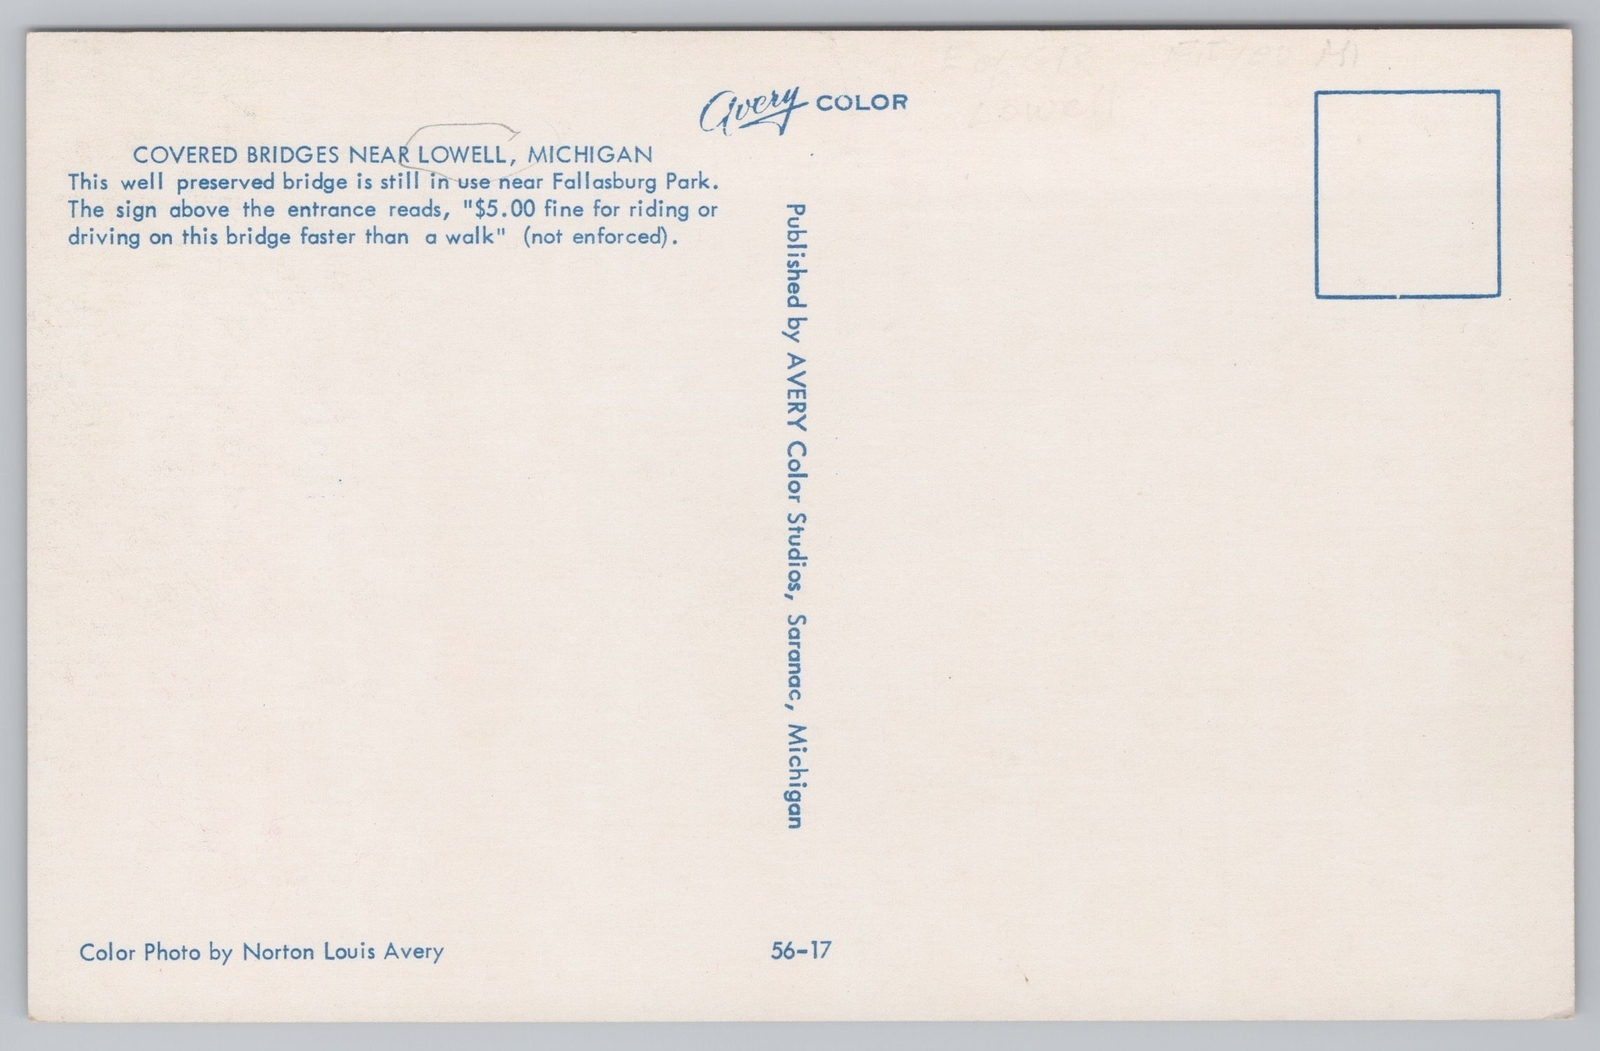 Avery COLOR
COVERED BRIDGES NEAR LOWELL, MICHIGAN
This well preserved bridge is still in use near Fallasburg Park.
The sign above the entrance reads, "$5.00 fine for riding or
driving on this bridge faster than a walk" (not enforced).
Published by AVERY Color Studios, Saranac, Michigan
Color Photo by Norton Louis Avery
56-17
MI
Lowell